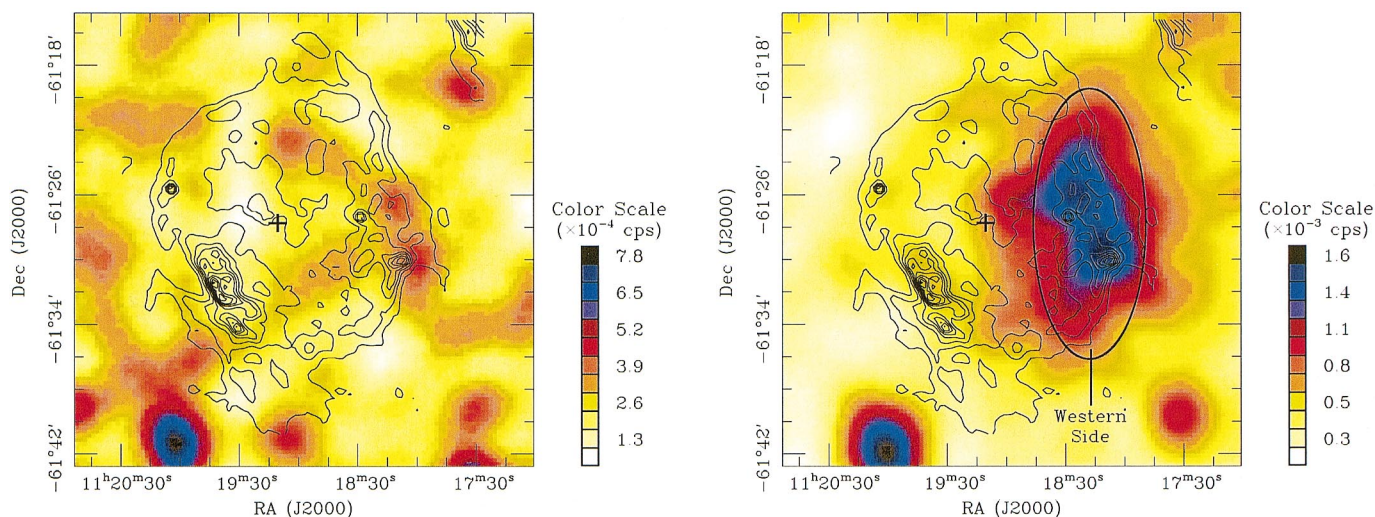 -61°18′
-61°26′
-61°34′
-61°42′
Dec (J2000)
11ʰ20ᵐ30ˢ
19ᵐ30ˢ
18ᵐ30ˢ
17ᵐ30ˢ
RA (J2000)
Color Scale
(×10⁻⁴ cps)
7.8
6.5
5.2
3.9
2.6
1.3
-61°18′
-61°26′
-61°34′
-61°42′
Dec (J2000)
11ʰ20ᵐ30ˢ
19ᵐ30ˢ
18ᵐ30ˢ
17ᵐ30ˢ
RA (J2000)
Western
Side
Color Scale
(×10⁻³ cps)
1.6
1.4
1.1
0.8
0.5
0.3